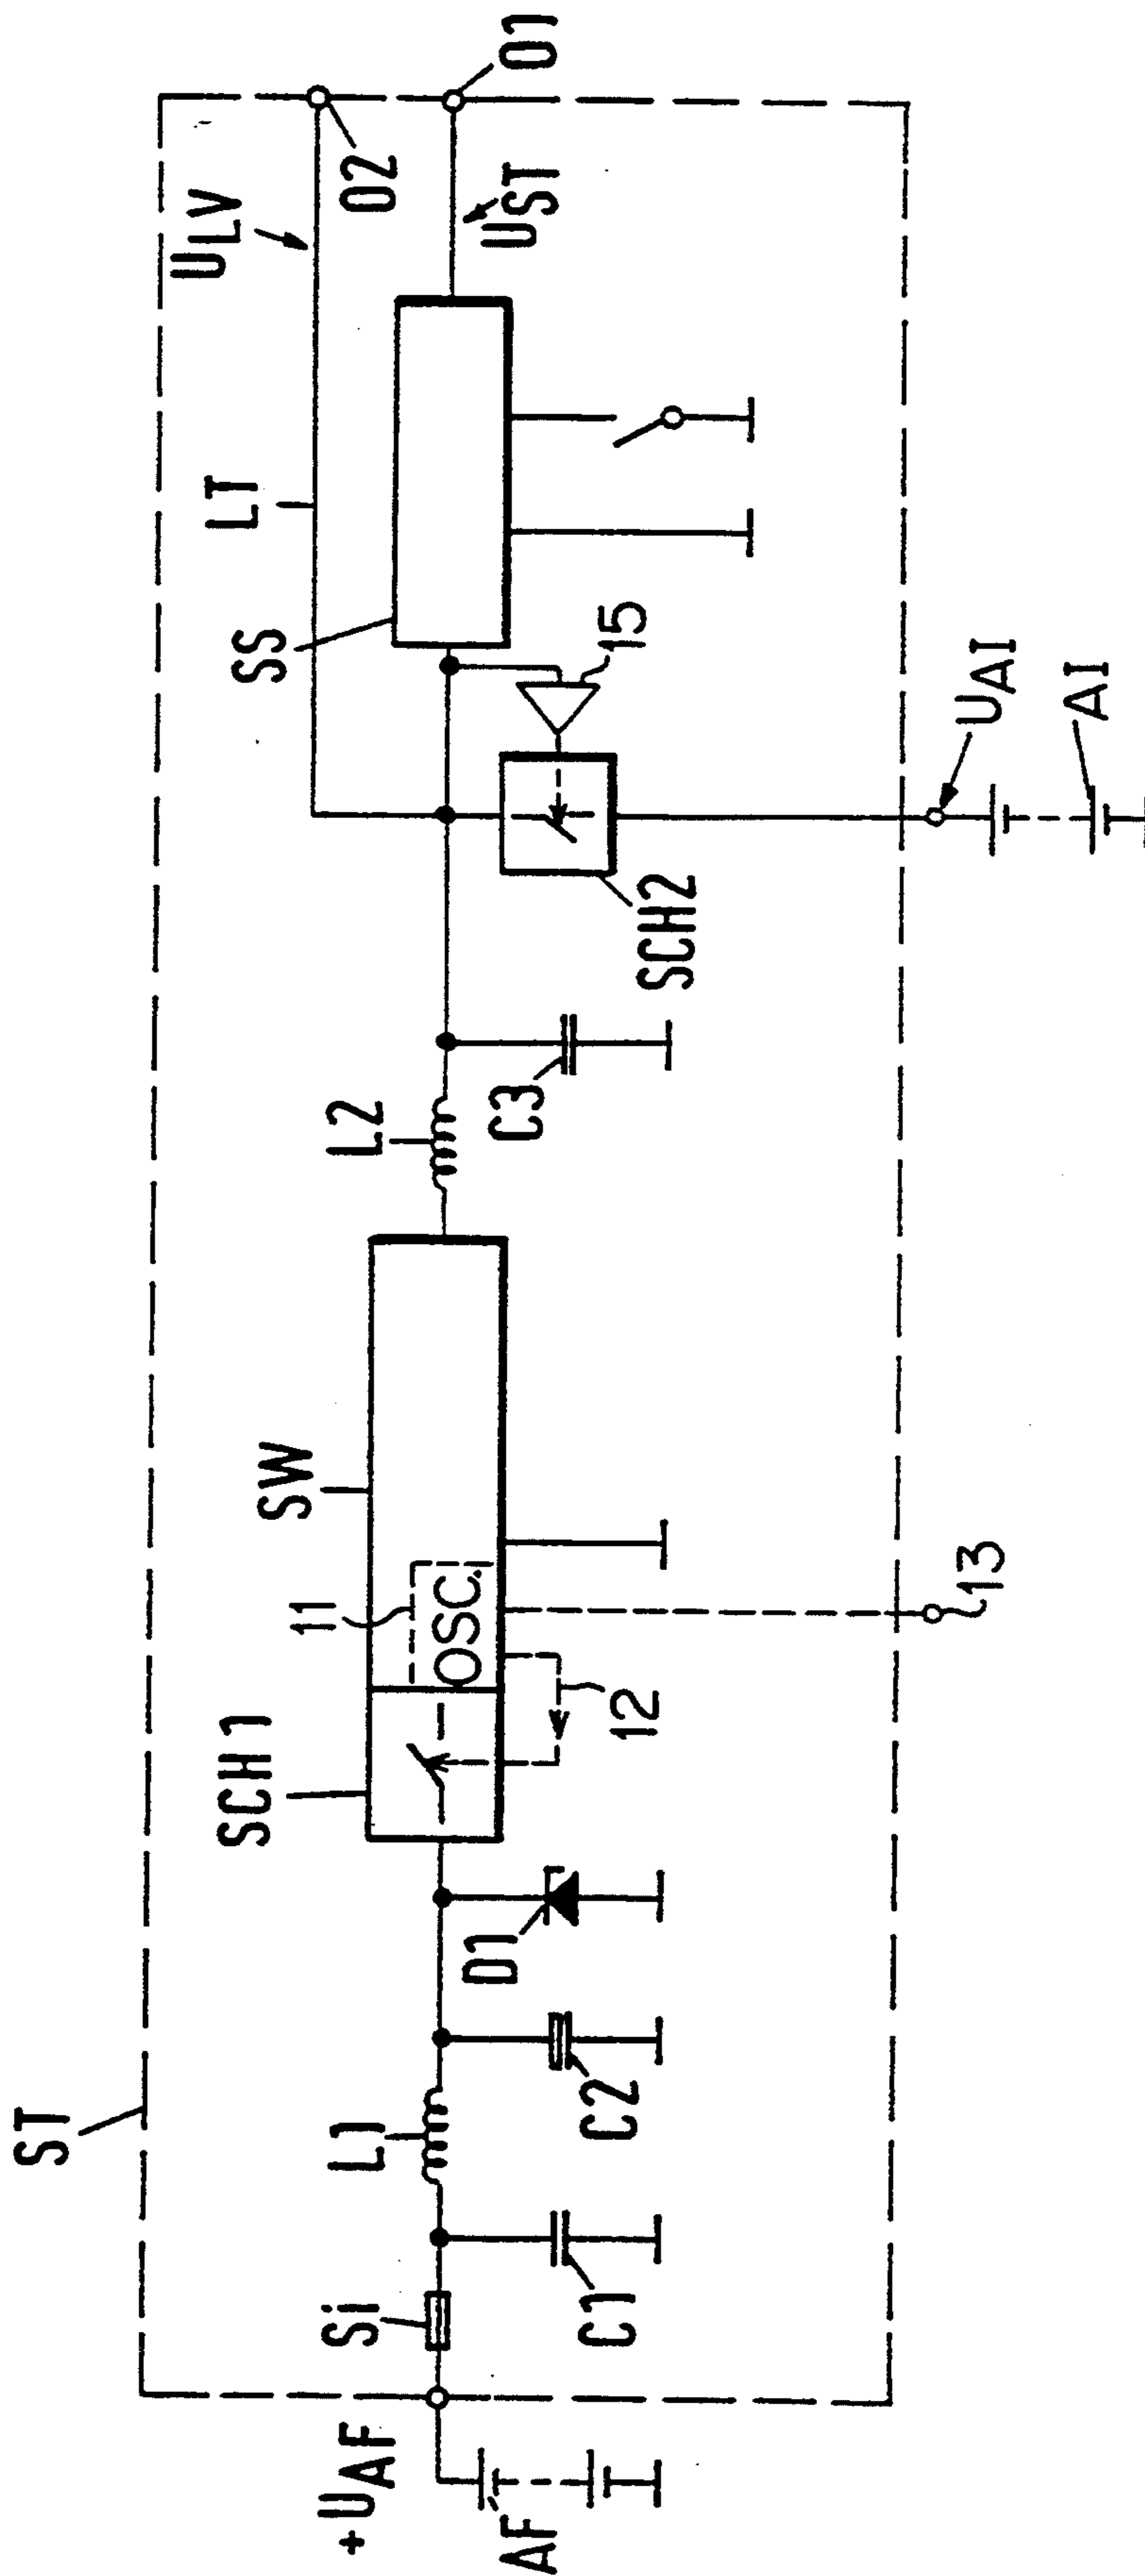 ST
+UAF
AF
Si
C1
L1
C2
D1
SCH1
11
OSC.
12
SW
13
L2
C3
SCH2
15
SS
LT
ULV
UST
O2
O1
UAI
AI